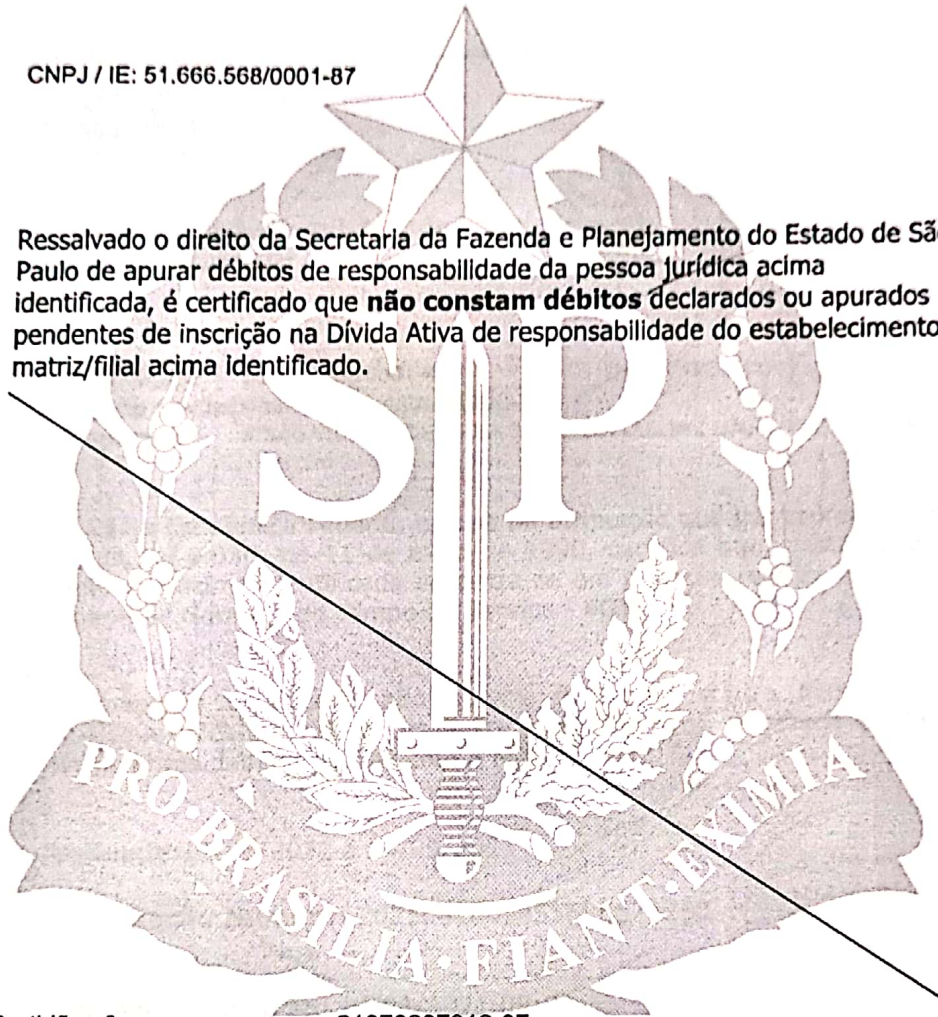 CNPJ / IE: 51.666.568/0001-87
Ressalvado o direito da Secretaria da Fazenda e Planejamento do Estado de Sã
Paulo de apurar débitos de responsabilidade da pessoa jurídica acima
identificada, é certificado que não constam débitos declarados ou apurados
pendentes de inscrição na Dívida Ativa de responsabilidade do estabelecimento
matriz/filial acima identificado.
SP
PRO·BRASILIA·FIANT·EXIMIA